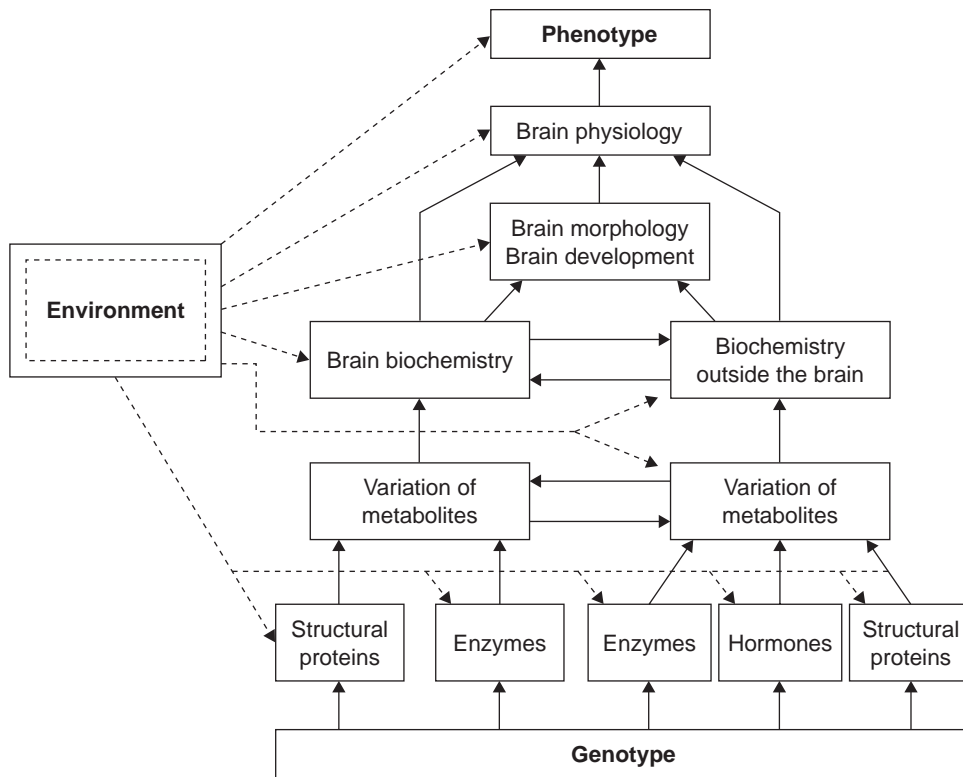 Phenotype
Brain physiology
Brain morphology
Brain development
Environment
Brain biochemistry
Biochemistry
outside the brain
Variation of
metabolites
Variation of
metabolites
Structural
proteins
Enzymes
Enzymes
Hormones
Structural
proteins
Genotype